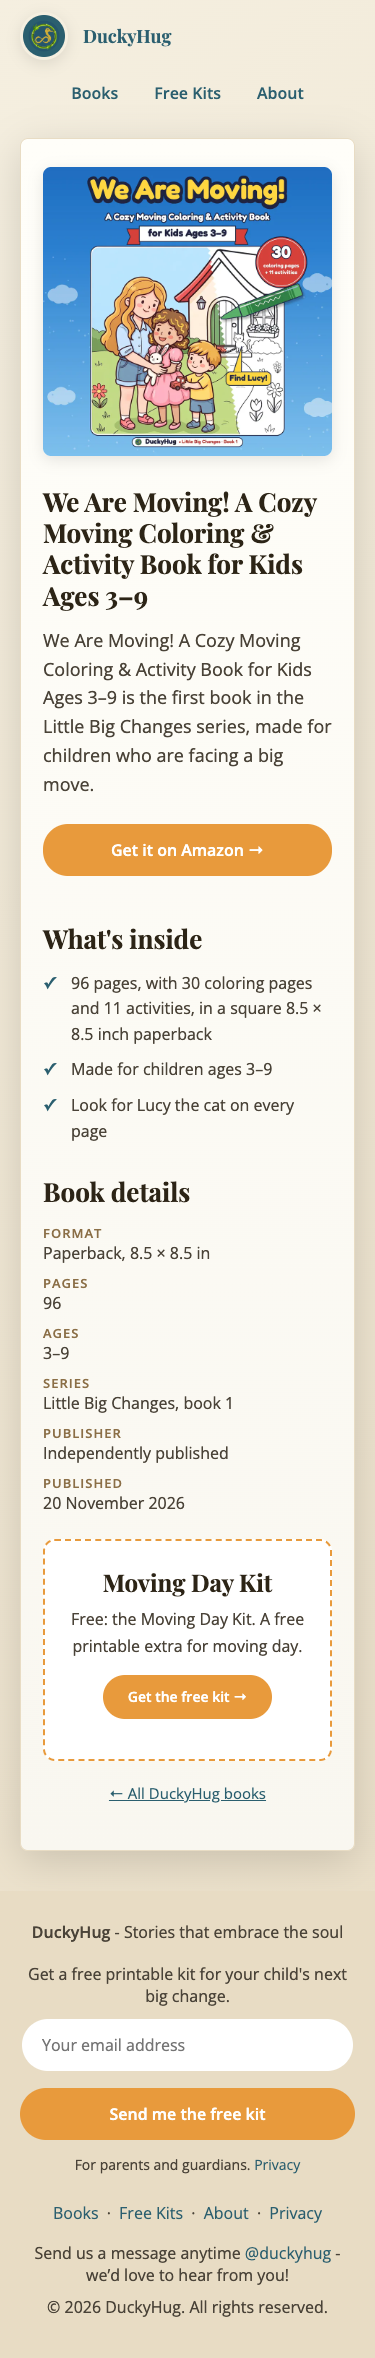 DuckyHug
Books Free Kits About
We Are Moving!
A Cozy Moving Coloring & Activity Book
for Kids Ages 3–9
30
coloring pages
+ 11 activities
Find Lucy!
DuckyHug • Little Big Changes · Book 1
We Are Moving! A Cozy
Moving Coloring &
Activity Book for Kids
Ages 3–9
We Are Moving! A Cozy Moving
Coloring & Activity Book for Kids
Ages 3–9 is the first book in the
Little Big Changes series, made for
children who are facing a big
move.
Get it on Amazon →
What's inside
✓ 96 pages, with 30 coloring pages
and 11 activities, in a square 8.5 ×
8.5 inch paperback
✓ Made for children ages 3–9
✓ Look for Lucy the cat on every
page
Book details
FORMAT
Paperback, 8.5 × 8.5 in
PAGES
96
AGES
3–9
SERIES
Little Big Changes, book 1
PUBLISHER
Independently published
PUBLISHED
20 November 2026
Moving Day Kit
Free: the Moving Day Kit. A free
printable extra for moving day.
Get the free kit →
← All DuckyHug books
DuckyHug - Stories that embrace the soul
Get a free printable kit for your child's next
big change.
Your email address
Send me the free kit
For parents and guardians. Privacy
Books · Free Kits · About · Privacy
Send us a message anytime @duckyhug -
we’d love to hear from you!
© 2026 DuckyHug. All rights reserved.